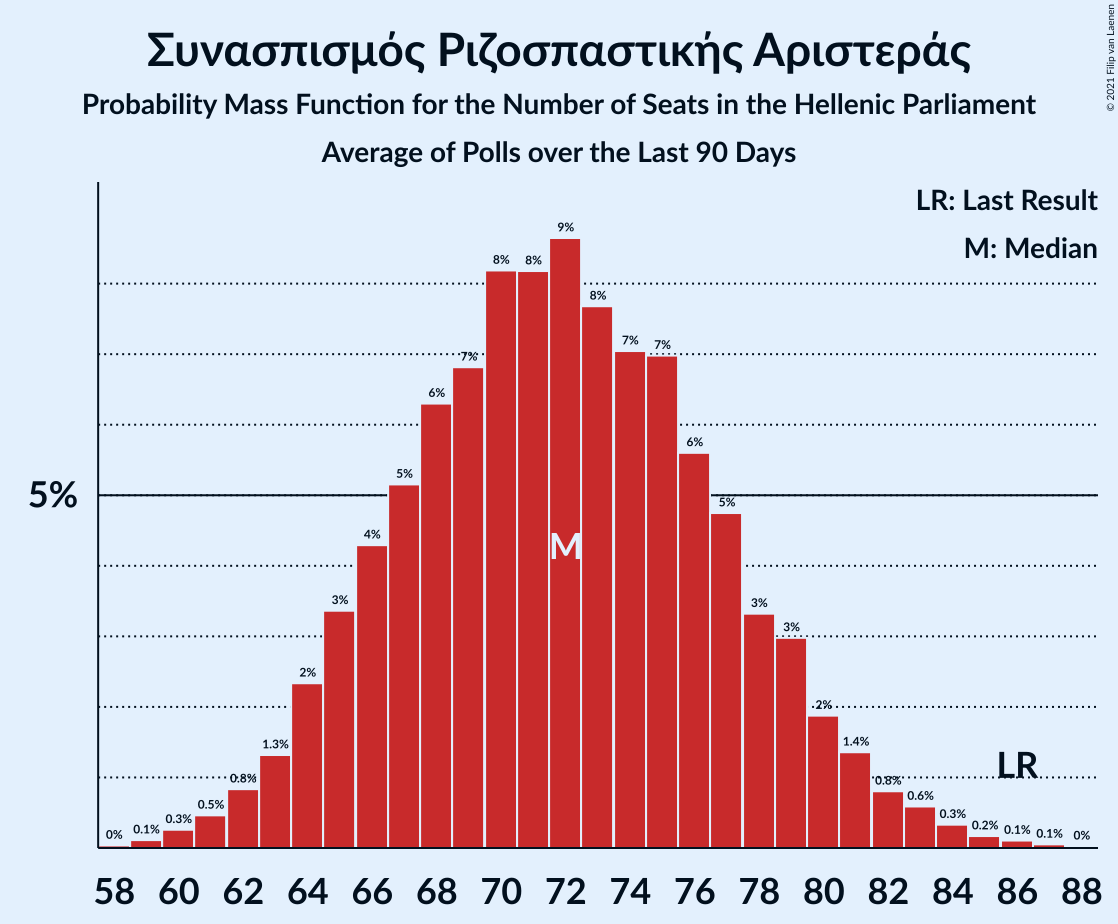 Συνασπισμός Ριζοσπαστικής Αριστεράς
Probability Mass Function for the Number of Seats in the Hellenic Parliament
Average of Polls over the Last 90 Days
© 2021 Filip van Laenen
LR: Last Result
M: Median
5%
0% 0.1% 0.3% 0.5% 0.8% 1.3% 2% 3% 4% 5% 6% 7% 8% 8% 9% 8% 7% 7% 6% 5% 3% 3% 2% 1.4% 0.8% 0.6% 0.3% 0.2% 0.1% 0.1% 0%
M
LR
58 60 62 64 66 68 70 72 74 76 78 80 82 84 86 88